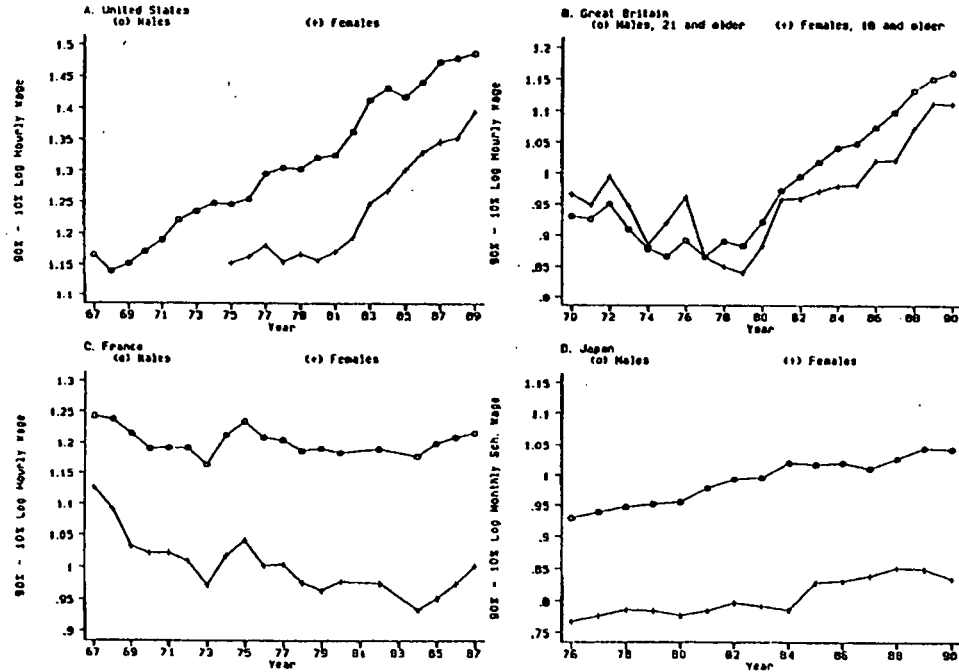 A. United States
(o) Males (+) Females
90% - 10% Log Hourly Wage
1.5
1.45
1.4
1.35
1.3
1.25
1.2
1.15
1.1
67 69 71 73 75 77 79 81 83 85 87 89
Year
B. Great Britain
(o) Males, 21 and older (+) Females, 18 and older
90% - 10% Log Hourly Wage
1.2
1.15
1.1
1.05
1
.95
.9
.85
.8
70 72 74 76 78 80 82 84 86 88 90
Year
C. France
(o) Males (+) Females
90% - 10% Log Hourly Wage
1.3
1.25
1.2
1.15
1.1
1.05
1
.95
.9
67 69 71 73 75 77 79 81 83 85 87
Year
D. Japan
(o) Males (+) Females
90% - 10% Log Monthly Sch. Wage
1.15
1.1
1.05
1
.95
.9
.85
.8
.75
76 78 80 82 84 86 88 90
Year